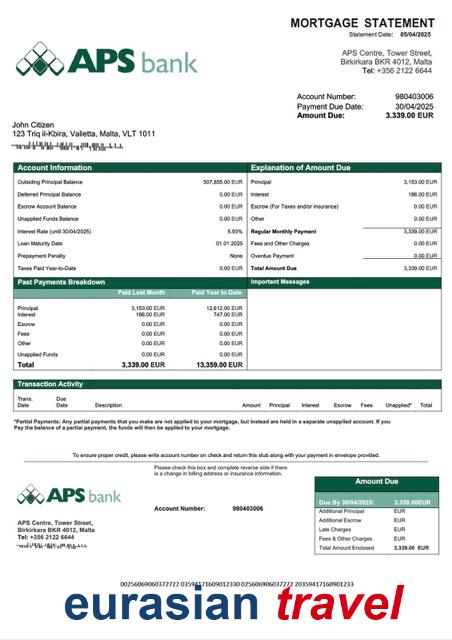 MORTGAGE STATEMENT
Statement Date: 05/04/2025
APS bank
APS Centre, Tower Street,
Birkirkara BKR 4012, Malta
Tel: +356 2122 6644
Account Number: 980403006
Payment Due Date: 30/04/2025
Amount Due: 3.339.00 EUR
John Citizen
123 Triq il-Kbira, Valletta, Malta, VLT 1011
Account Information
Outsiding Principal Balance 507,855.00 EUR
Deferred Principal Balance 0.00 EUR
Escrow Account Balance 0.00 EUR
Unapplied Funds Balance 0.00 EUR
Interest Rate (until 30/04/2025) 5.93%
Loan Maturity Date 01.01.2025
Prepayment Penalty None
Taxes Paid Year-to-Date 0.00 EUR
Explanation of Amount Due
Principal 3,153.00 EUR
Interest 186.00 EUR
Escrow (For Taxes and/or insurance) 0.00 EUR
Other 0.00 EUR
Regular Monthly Payment 3,339.00 EUR
Fees and Other Charges 0.00 EUR
Overdue Payment 0.00 EUR
Total Amount Due 3,339.00 EUR
Past Payments Breakdown
Paid Last Month Paid Year to Date
Principal 3,153.00 EUR 12,612.00 EUR
Interest 186.00 EUR 747.00 EUR
Escrow 0.00 EUR 0.00 EUR
Fees 0.00 EUR 0.00 EUR
Other 0.00 EUR 0.00 EUR
Unapplied Funds 0.00 EUR 0.00 EUR
Total 3,339.00 EUR 13,359.00 EUR
Important Messages
Transaction Activity
Trans. Date Due Date Description Amount Principal Interest Escrow Fees Unapplied* Total
*Partial Payments: Any partial payments that you make are not applied to your mortgage, but instead are held in a separate unapplied account. If you
Pay the balance of a partial payment, the funds will then be applied to your mortgage.
To ensure proper credit, please write account number on check and return this stub along with your payment in envelope provided.
Please check this box and complete reverse side if there
is a change in billing address or insurance information.
APS bank
Account Number: 980403006
APS Centre, Tower Street,
Birkirkara BKR 4012, Malta
Tel: +356 2122 6644
Amount Due
Due By 30/04/2025: 3,339.00EUR
Additional Principal EUR
Additional Escrow EUR
Late Charges EUR
Fees & Other Charges EUR
Total Amount Enclosed 3,339.00 EUR
0025606906037272 0359417160901233002560690603727202035941716090­1233
eurasian travel